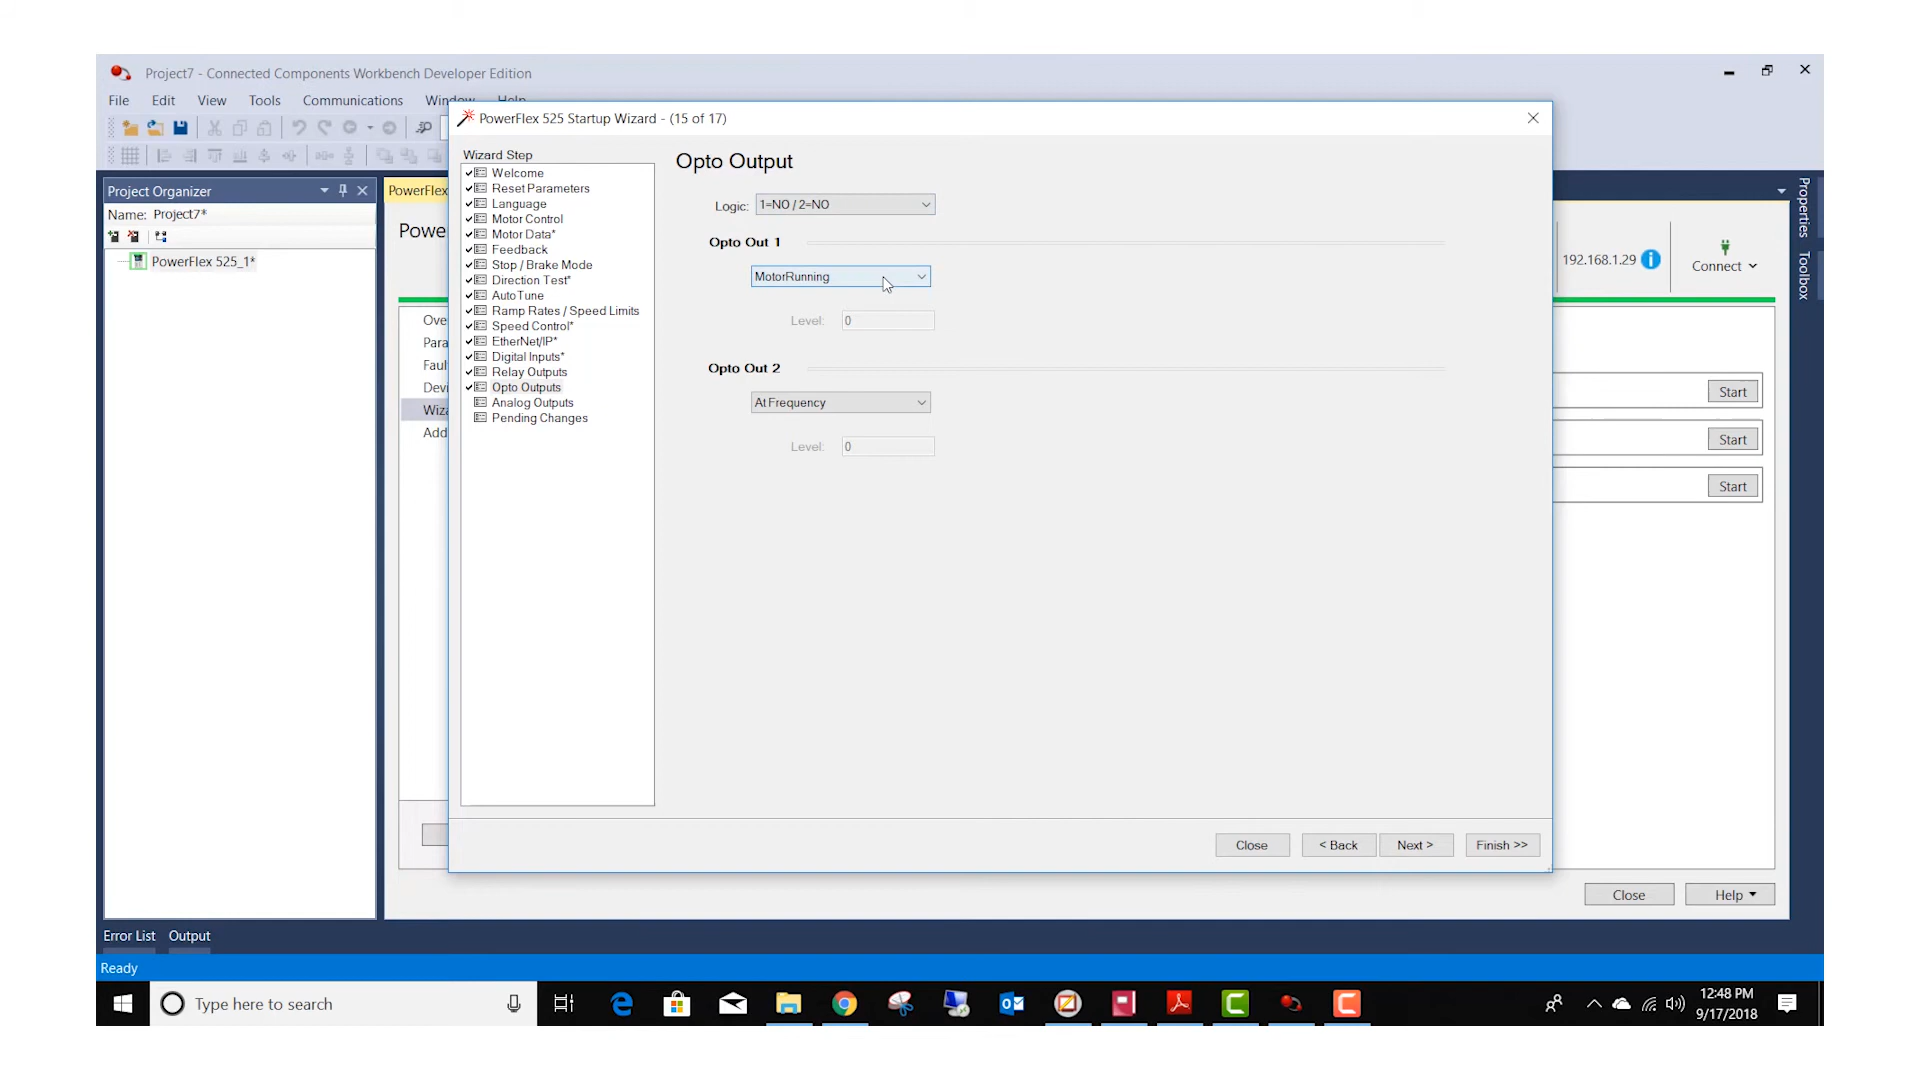 Project7 - Connected Components Workbench Developer Edition
File Edit View Tools Communications Window Help
PowerFlex 525 Startup Wizard - (15 of 17)
Project Organizer
Name: Project7*
PowerFlex 525_1*
PowerFlex
Powe
Ove
Para
Faul
Devi
Wiza
Add
Wizard Step
Welcome
Reset Parameters
Language
Motor Control
Motor Data*
Feedback
Stop / Brake Mode
Direction Test*
AutoTune
Ramp Rates / Speed Limits
Speed Control*
EtherNet/IP*
Digital Inputs*
Relay Outputs
Opto Outputs
Analog Outputs
Pending Changes
Opto Output
Logic: 1=NO / 2=NO
Opto Out 1
MotorRunning
Level: 0
Opto Out 2
At Frequency
Level: 0
Close < Back Next > Finish >>
192.168.1.29
Connect
Start
Start
Start
Close Help
Properties
Toolbox
Error List Output
Ready
Type here to search
12:48 PM
9/17/2018